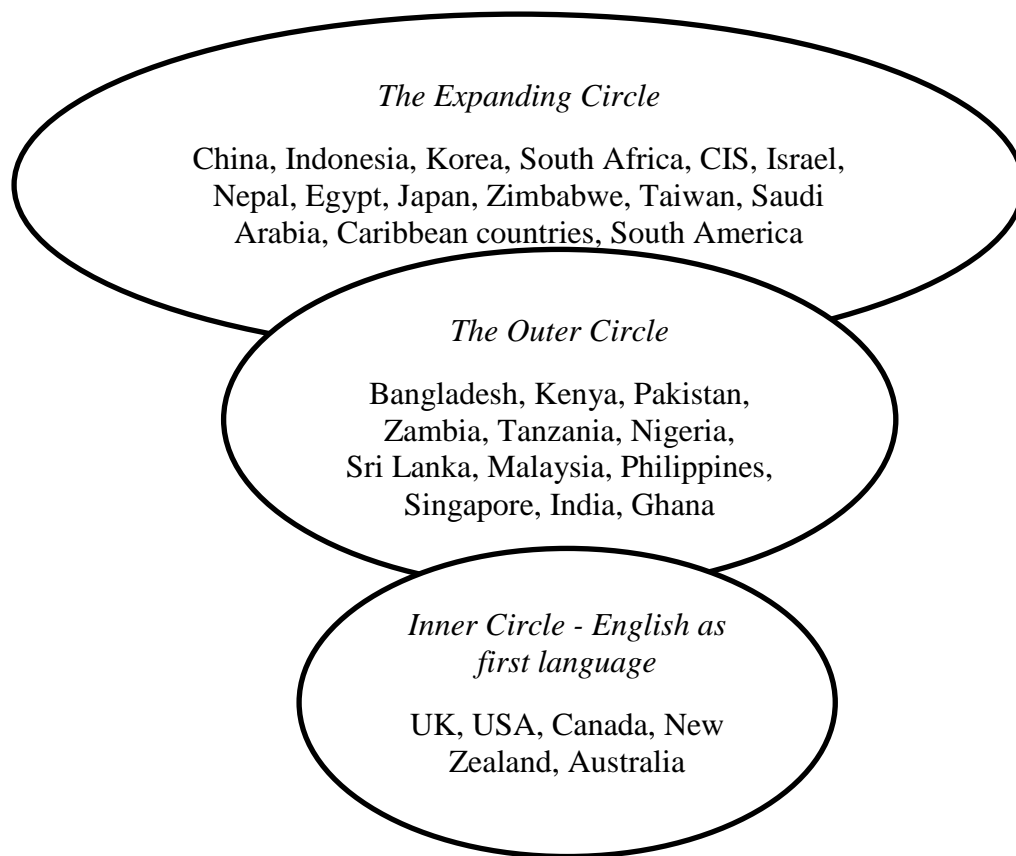 The Expanding Circle
China, Indonesia, Korea, South Africa, CIS, Israel,
Nepal, Egypt, Japan, Zimbabwe, Taiwan, Saudi
Arabia, Caribbean countries, South America
The Outer Circle
Bangladesh, Kenya, Pakistan,
Zambia, Tanzania, Nigeria,
Sri Lanka, Malaysia, Philippines,
Singapore, India, Ghana
Inner Circle - English as
first language
UK, USA, Canada, New
Zealand, Australia